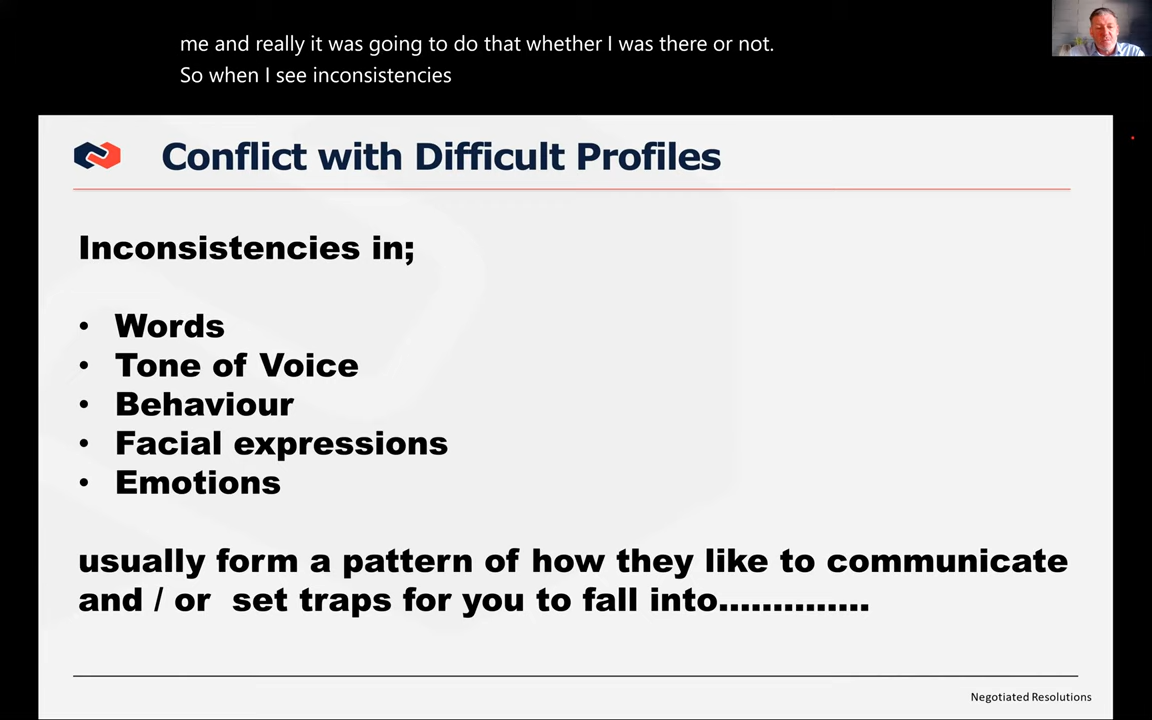 me and really it was going to do that whether I was there or not.
So when I see inconsistencies
Conflict with Difficult Profiles
Inconsistencies in;
• Words
• Tone of Voice
• Behaviour
• Facial expressions
• Emotions
usually form a pattern of how they like to communicate
and / or set traps for you to fall into..............
Negotiated Resolutions